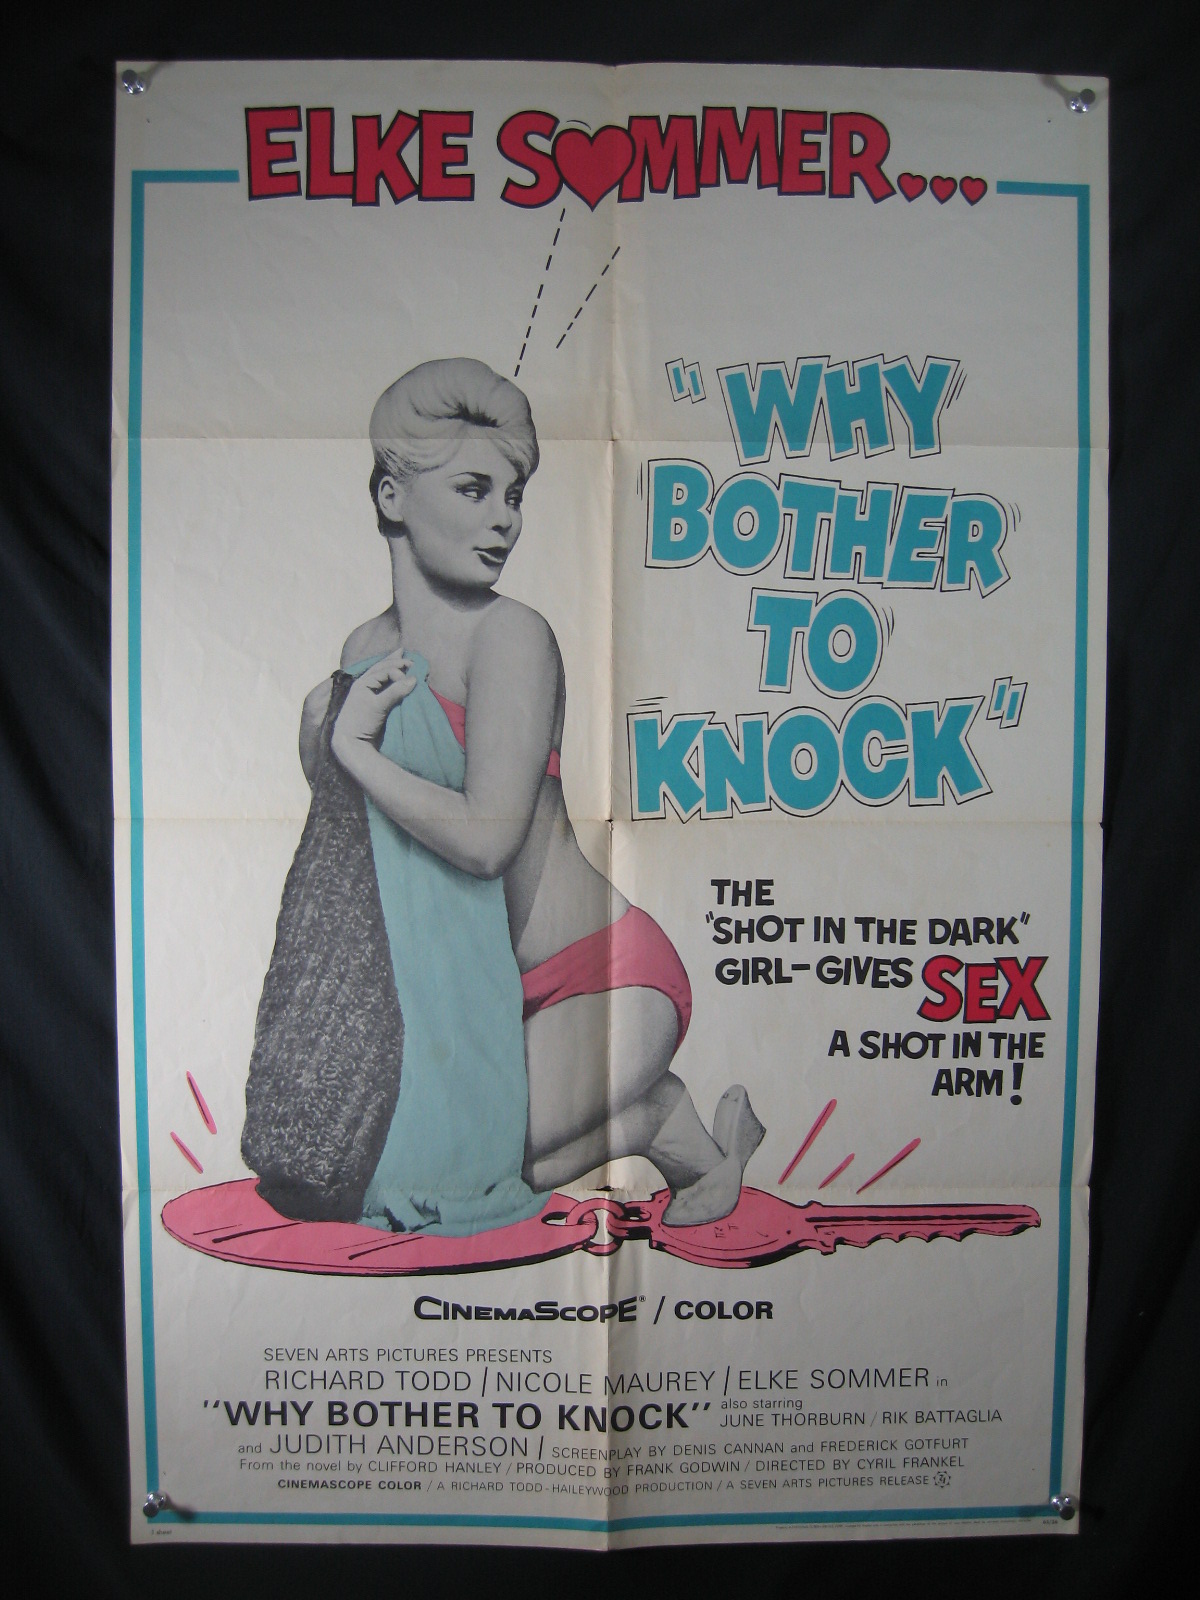 ELKE SOMMER...
"WHY
BOTHER
TO
KNOCK"
THE
"SHOT IN THE DARK"
GIRL-GIVES SEX
A SHOT IN THE
ARM!
CINEMASCOPE® / COLOR
SEVEN ARTS PICTURES PRESENTS
RICHARD TODD / NICOLE MAUREY / ELKE SOMMER in
"WHY BOTHER TO KNOCK" also starring
JUNE THORBURN / RIK BATTAGLIA
and JUDITH ANDERSON / SCREENPLAY BY DENIS CANNAN and FREDERICK GOTFURT
From the novel by CLIFFORD HANLEY / PRODUCED BY FRANK GODWIN / DIRECTED BY CYRIL FRANKEL
CINEMASCOPE COLOR / A RICHARD TODD-HAILEYWOOD PRODUCTION / A SEVEN ARTS PICTURES RELEASE
1 sheet